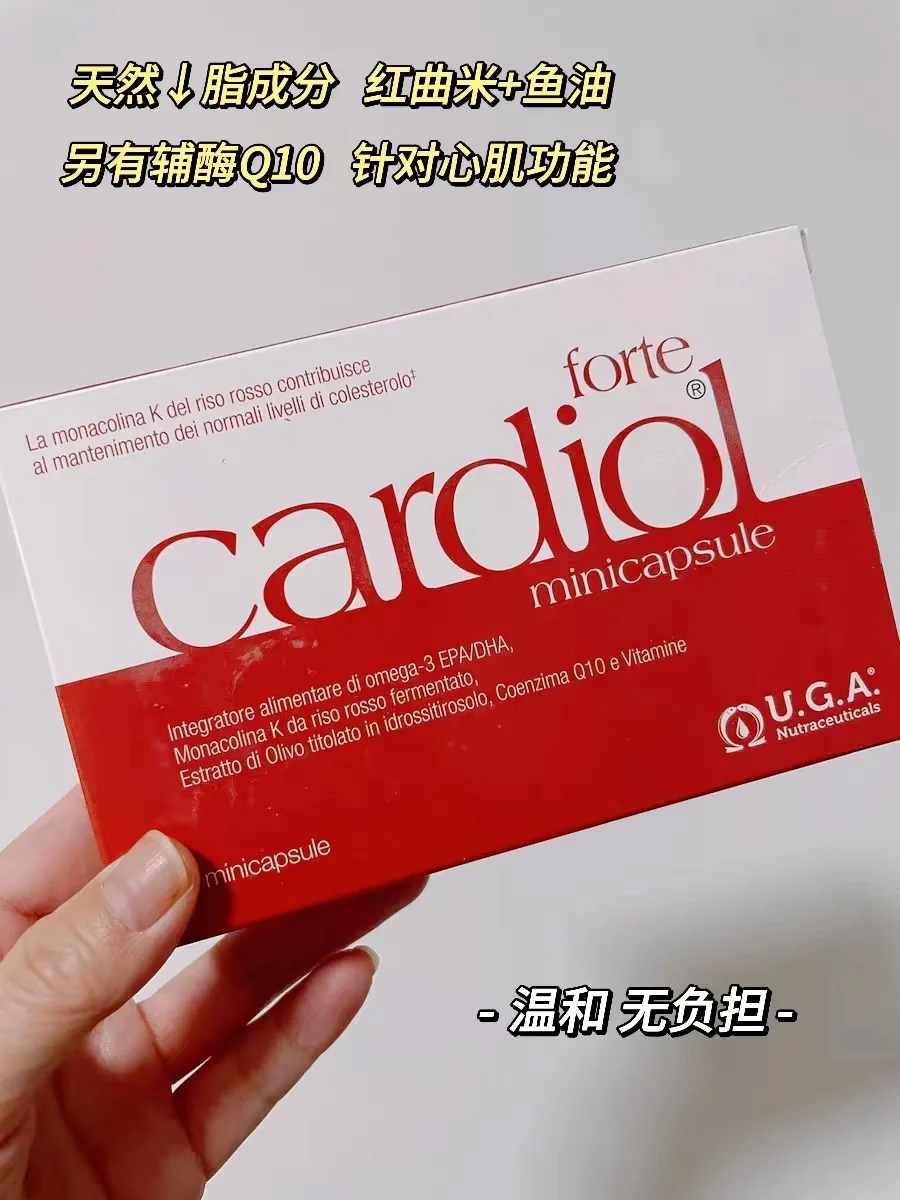 天然↓脂成分 红曲米+鱼油
另有辅酶Q10 针对心肌功能
La monacolina K del riso rosso contribuisce
al mantenimento dei normali livelli di colesterolo‡
forte
cardiol®
minicapsule
Integratore alimentare di omega-3 EPA/DHA,
Monacolina K da riso rosso fermentato,
Estratto di Olivo titolato in idrossitirosolo, Coenzima Q10 e Vitamine
U.G.A.®
Nutraceuticals
minicapsule
- 温和 无负担 -